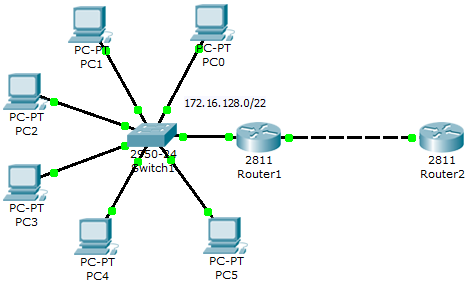 PC-PT
PC1
PC-PT
PC0
PC-PT
PC2
172.16.128.0/22
2950-24
Switch1
2811
Router1
2811
Router2
PC-PT
PC3
PC-PT
PC4
PC-PT
PC5